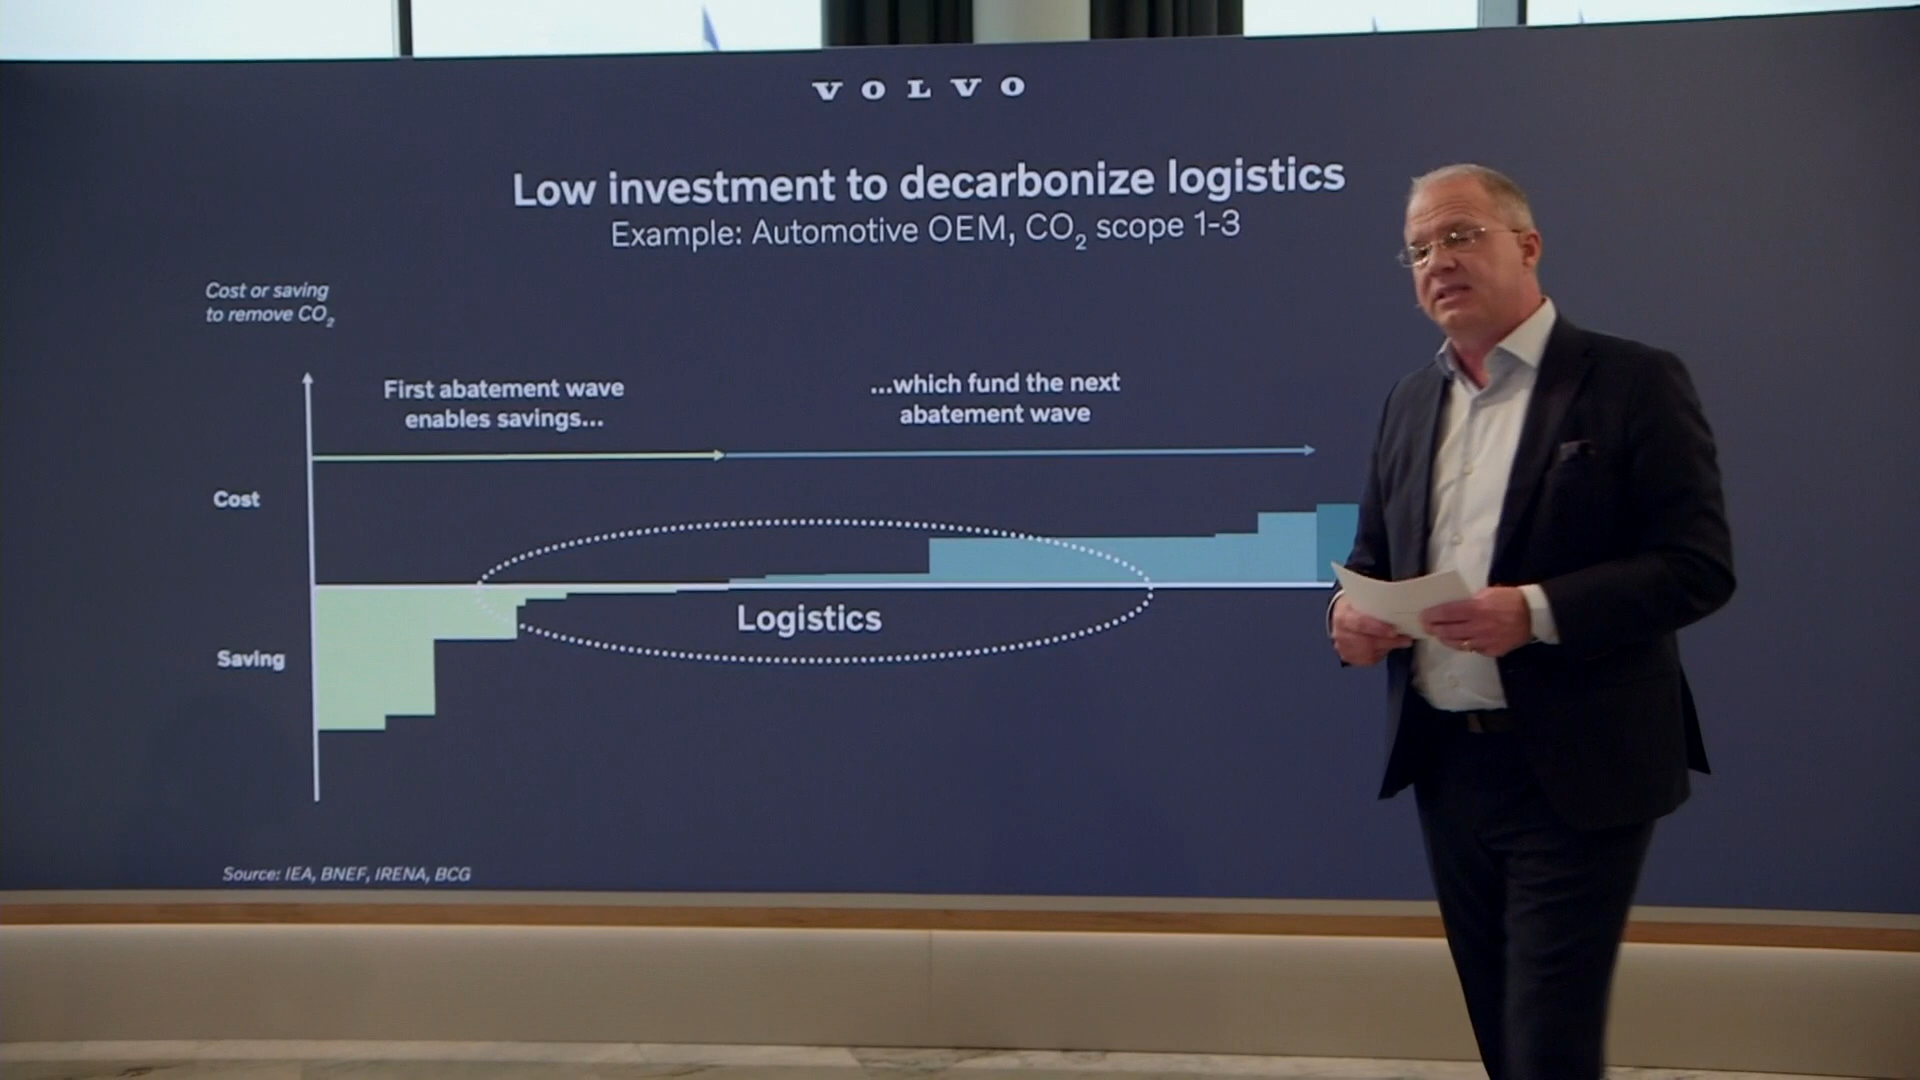 VOLVO
Low investment to decarbonize logistics
Example: Automotive OEM, CO₂ scope 1-3
Cost or saving
to remove CO₂
First abatement wave
enables savings...
...which fund the next
abatement wave
Cost
Logistics
Saving
Source: IEA, BNEF, IRENA, BCG